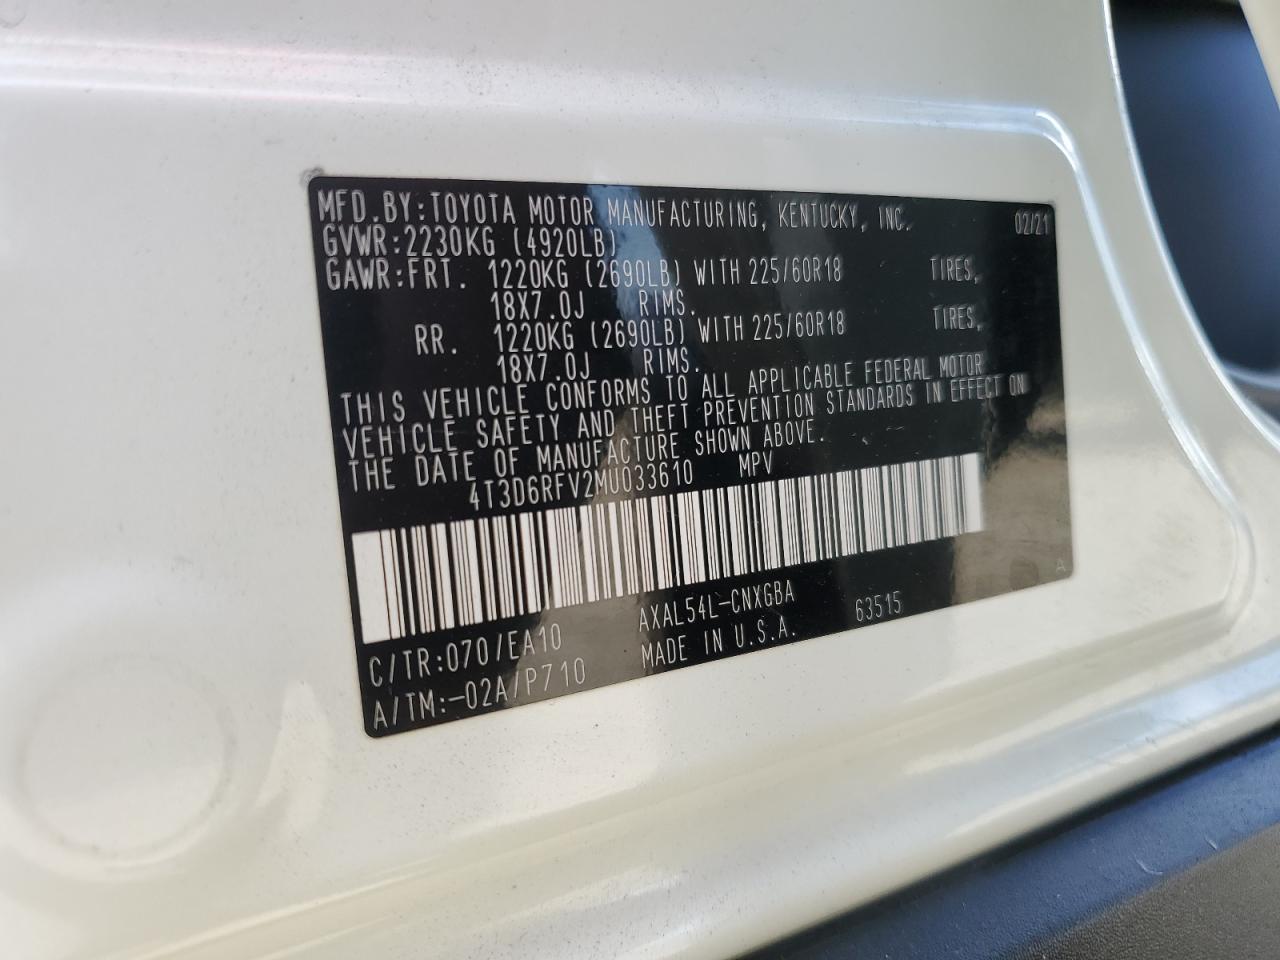 MFD.BY:TOYOTA MOTOR MANUFACTURING, KENTUCKY, INC. 02/21
GVWR:2230KG (4920LB)
GAWR:FRT. 1220KG (2690LB) WITH 225/60R18 TIRES,
18X7.0J RIMS.
RR. 1220KG (2690LB) WITH 225/60R18 TIRES,
18X7.0J RIMS.
THIS VEHICLE CONFORMS TO ALL APPLICABLE FEDERAL MOTOR
VEHICLE SAFETY AND THEFT PREVENTION STANDARDS IN EFFECT ON
THE DATE OF MANUFACTURE SHOWN ABOVE.
4T3D6RFV2MU033610 MPV
C/TR:070/EA10 AXAL54L-CNXGBA 63515 A
A/TM:-02A/P710 MADE IN U.S.A.